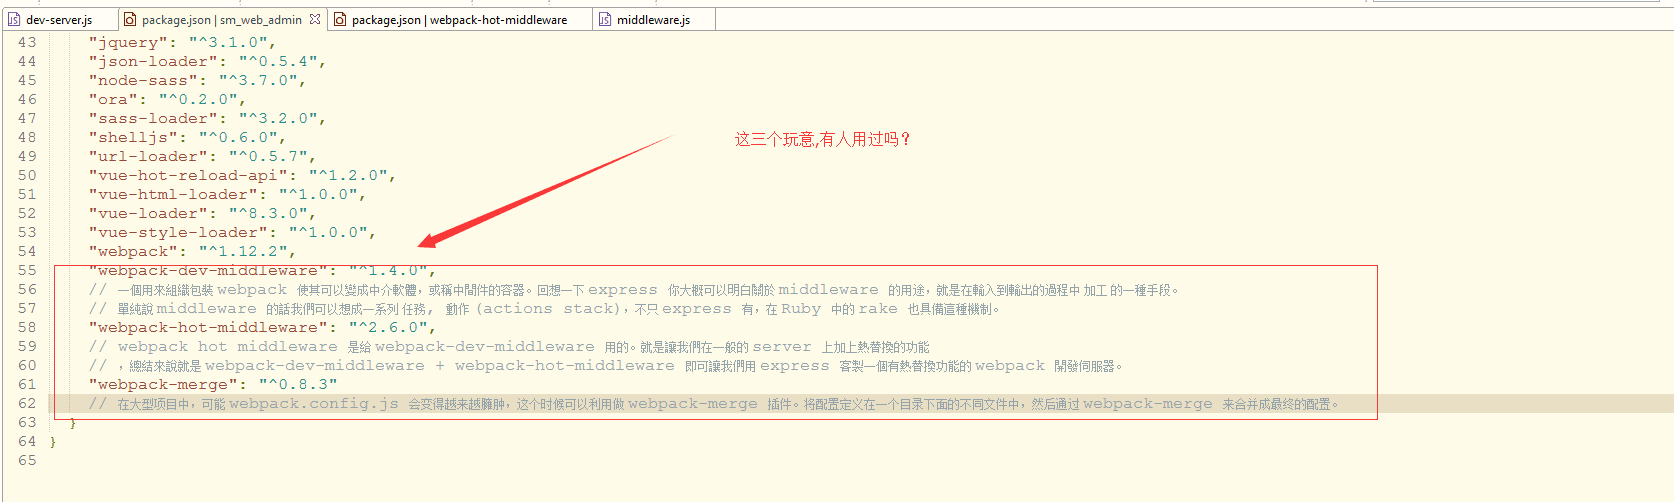 dev-server.js
package.json | sm_web_admin
package.json | webpack-hot-middleware
middleware.js
43 "jquery": "^3.1.0",
44 "json-loader": "^0.5.4",
45 "node-sass": "^3.7.0",
46 "ora": "^0.2.0",
47 "sass-loader": "^3.2.0",
这三个玩意,有人用过吗?
48 "shelljs": "^0.6.0",
49 "url-loader": "^0.5.7",
50 "vue-hot-reload-api": "^1.2.0",
51 "vue-html-loader": "^1.0.0",
52 "vue-loader": "^8.3.0",
53 "vue-style-loader": "^1.0.0",
54 "webpack": "^1.12.2",
55 "webpack-dev-middleware": "^1.4.0",
56 // 一個用來組織包裝 webpack 使其可以變成中介軟體，或稱中間件的容器。回想一下 express 你大概可以明白關於 middleware 的用途，就是在輸入到輸出的過程中 加工 的一種手段。
57 // 單純說 middleware 的話我們可以想成一系列 任務, 動作 (actions stack)，不只 express 有，在 Ruby 中的 rake 也具備這種機制。
58 "webpack-hot-middleware": "^2.6.0",
59 // webpack hot middleware 是給 webpack-dev-middleware 用的。就是讓我們在一般的 server 上加上熱替換的功能
60 // ，總結來說就是 webpack-dev-middleware + webpack-hot-middleware 即可讓我們用 express 客製一個有熱替換功能的 webpack 開發伺服器。
61 "webpack-merge": "^0.8.3"
62 // 在大型项目中，可能 webpack.config.js 会变得越来越臃肿，这个时候可以利用做 webpack-merge 插件。将配置定义在一个目录下面的不同文件中，然后通过 webpack-merge 来合并成最终的配置。
63 }
64 }
65